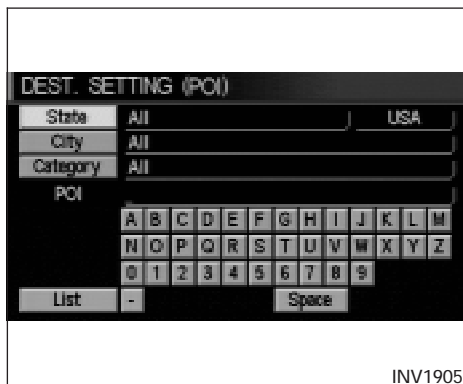 DEST. SETTING (POI)
State All USA
City All
Category All
POI
A B C D E F G H I J K L M
N O P Q R S T U V W X Y Z
0 1 2 3 4 5 6 7 8 9
List - Space
INV1905